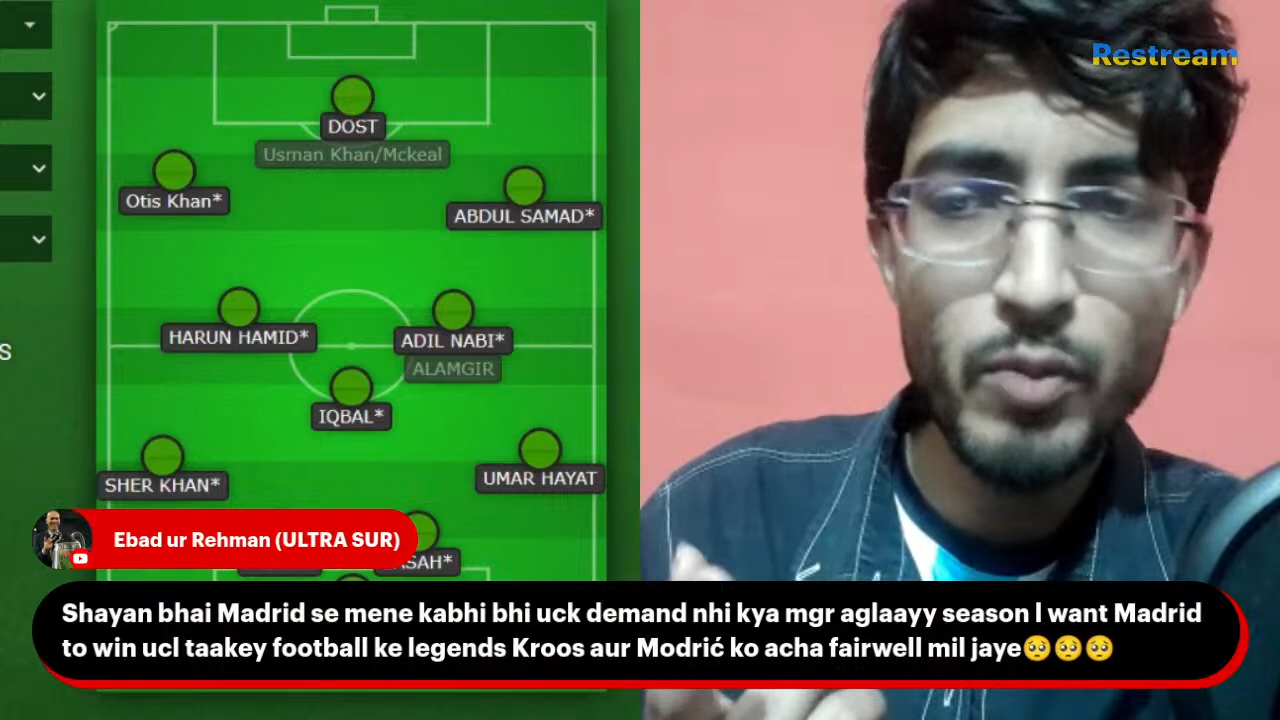 Restream
DOST
Usman Khan/Mckeal
Otis Khan*
ABDUL SAMAD*
HARUN HAMID*
ADIL NABI*
ALAMGIR
IQBAL*
SHER KHAN*
UMAR HAYAT
S
Ebad ur Rehman (ULTRA SUR)
Shayan bhai Madrid se mene kabhi bhi uck demand nhi kya mgr aglaayy season I want Madrid
to win ucl taakey football ke legends Kroos aur Modrić ko acha fairwell mil jaye🥺🥺🥺